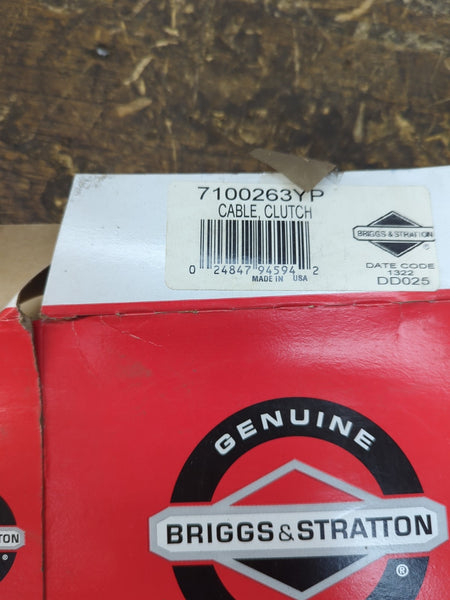 7100263YP
CABLE, CLUTCH
0 24847 94594 2
MADE IN USA
BRIGGS & STRATTON
®
DATE CODE
1322
DD025
GENUINE
BRIGGS & STRATTON
®
TON
®